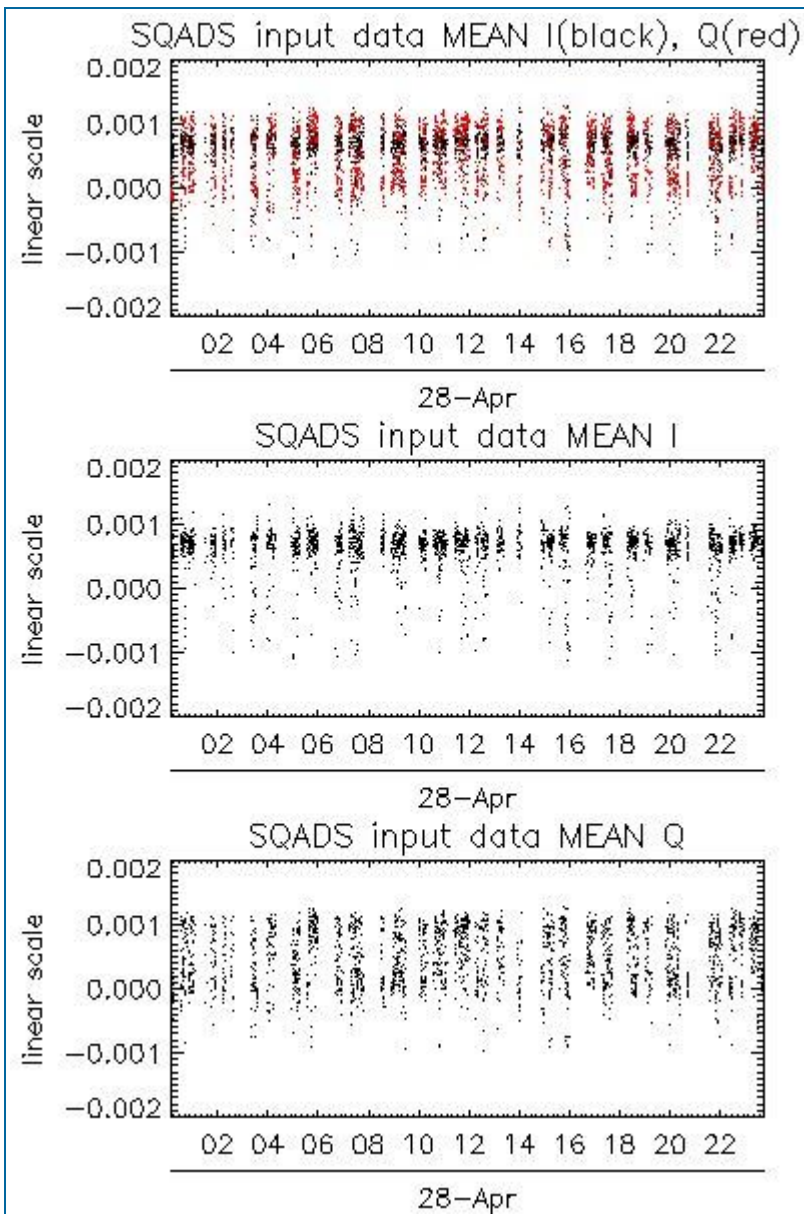 SQADS input data MEAN I(black), Q(red)
linear scale
0.002
0.001
0.000
−0.001
−0.002
02 04 06 08 10 12 14 16 18 20 22
28−Apr
SQADS input data MEAN I
linear scale
0.002
0.001
0.000
−0.001
−0.002
02 04 06 08 10 12 14 16 18 20 22
28−Apr
SQADS input data MEAN Q
linear scale
0.002
0.001
0.000
−0.001
−0.002
02 04 06 08 10 12 14 16 18 20 22
28−Apr